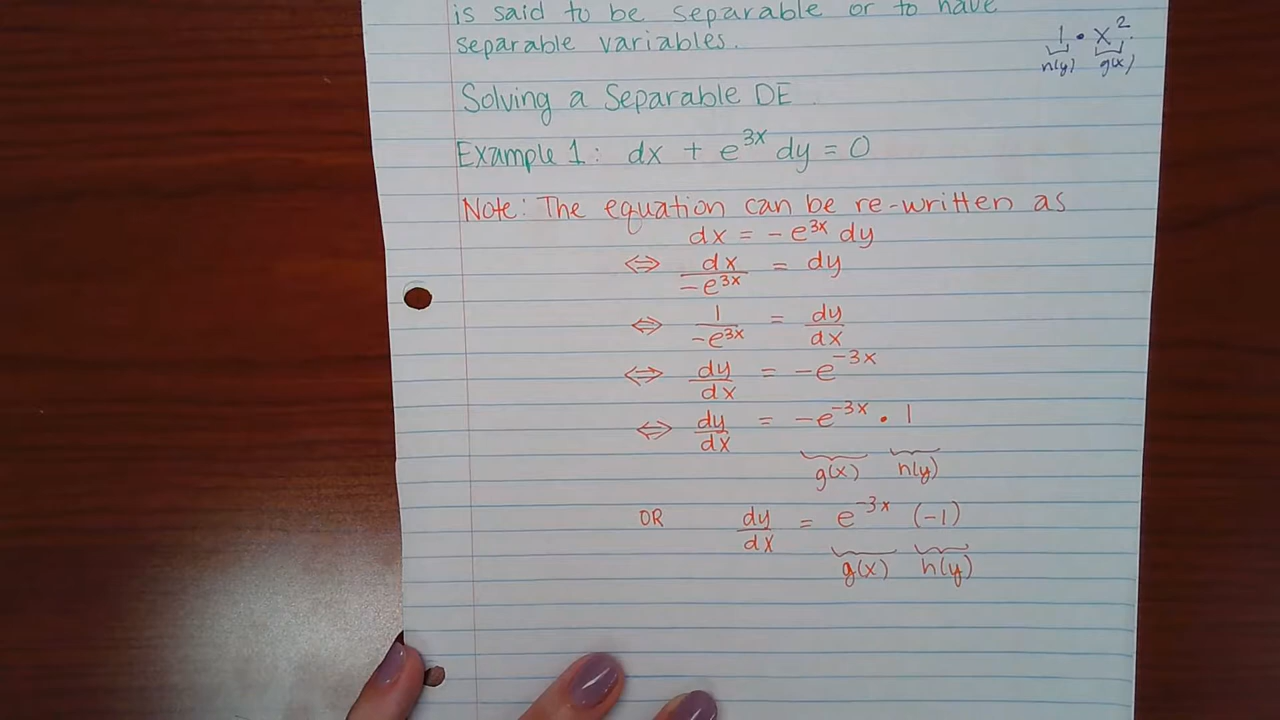 is said to be separable or to have
separable variables.
1 • x².
h(y) g(x)
Solving a Separable DE.
Example 1: dx + e^{3x} dy = 0
Note: The equation can be re-written as
dx = -e^{3x} dy
⇔ dx/-e^{3x} = dy
⇔ 1/-e^{3x} = dy/dx
⇔ dy/dx = -e^{-3x}
⇔ dy/dx = -e^{-3x} • 1
g(x) h(y)
OR dy/dx = e^{-3x} (-1)
g(x) h(y)